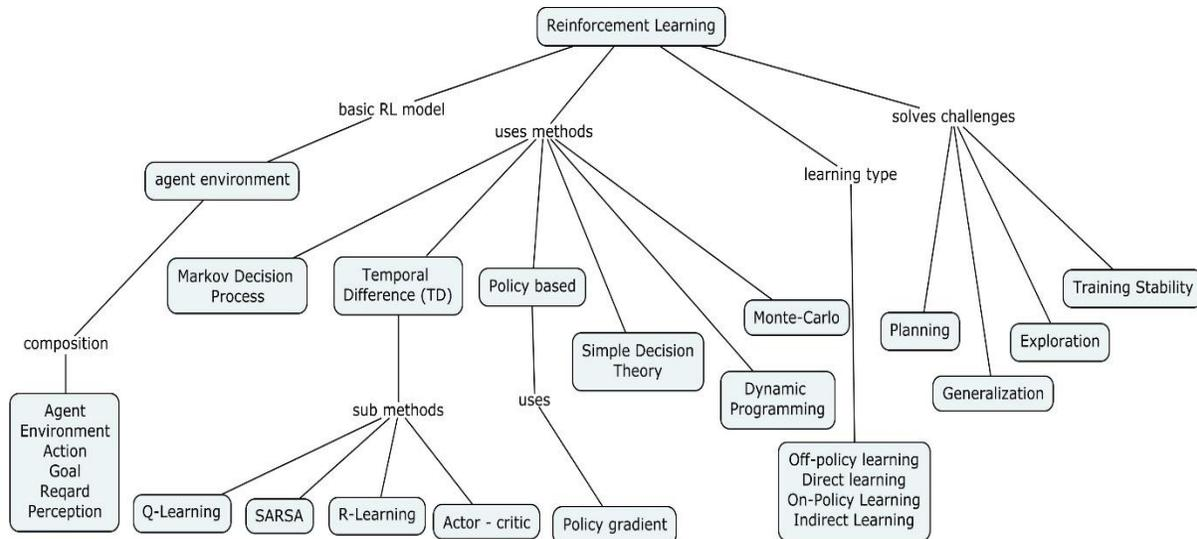 Reinforcement Learning
basic RL model
uses methods
solves challenges
learning type
agent environment
Markov Decision
Process
Temporal
Difference (TD)
Policy based
Simple Decision
Theory
Dynamic
Programming
Monte-Carlo
Planning
Generalization
Exploration
Training Stability
composition
Agent
Environment
Action
Goal
Reqard
Perception
sub methods
uses
Q-Learning
SARSA
R-Learning
Actor - critic
Policy gradient
Off-policy learning
Direct learning
On-Policy Learning
Indirect Learning